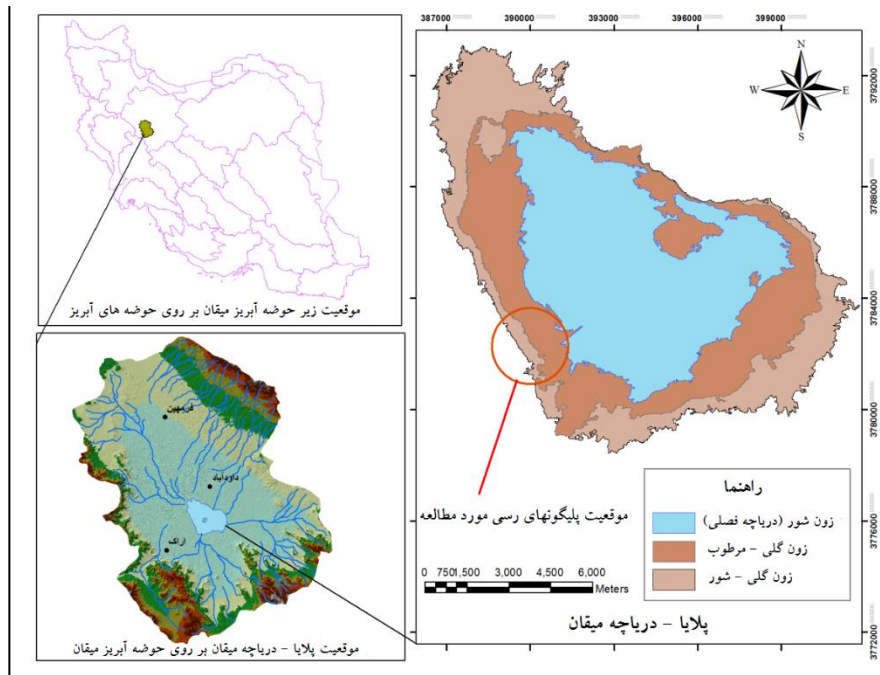 موقعیت زیر حوضه آبریز میقان بر روی حوضه های آبریز
فرمهین
داودآباد
اراک
موقعیت پلایا - دریاچه میقان بر روی حوضه آبریز میقان
387000 390000 393000 396000 399000
N
W E
S
3792000
3788000
3784000
3780000
3776000
3772000
موقعیت پلیگونهای رسی مورد مطالعه
راهنما
زون شور (دریاچه فصلی)
زون گلی - مرطوب
زون گلی - شور
0 750 1,500 3,000 4,500 6,000
Meters
پلایا - دریاچه میقان